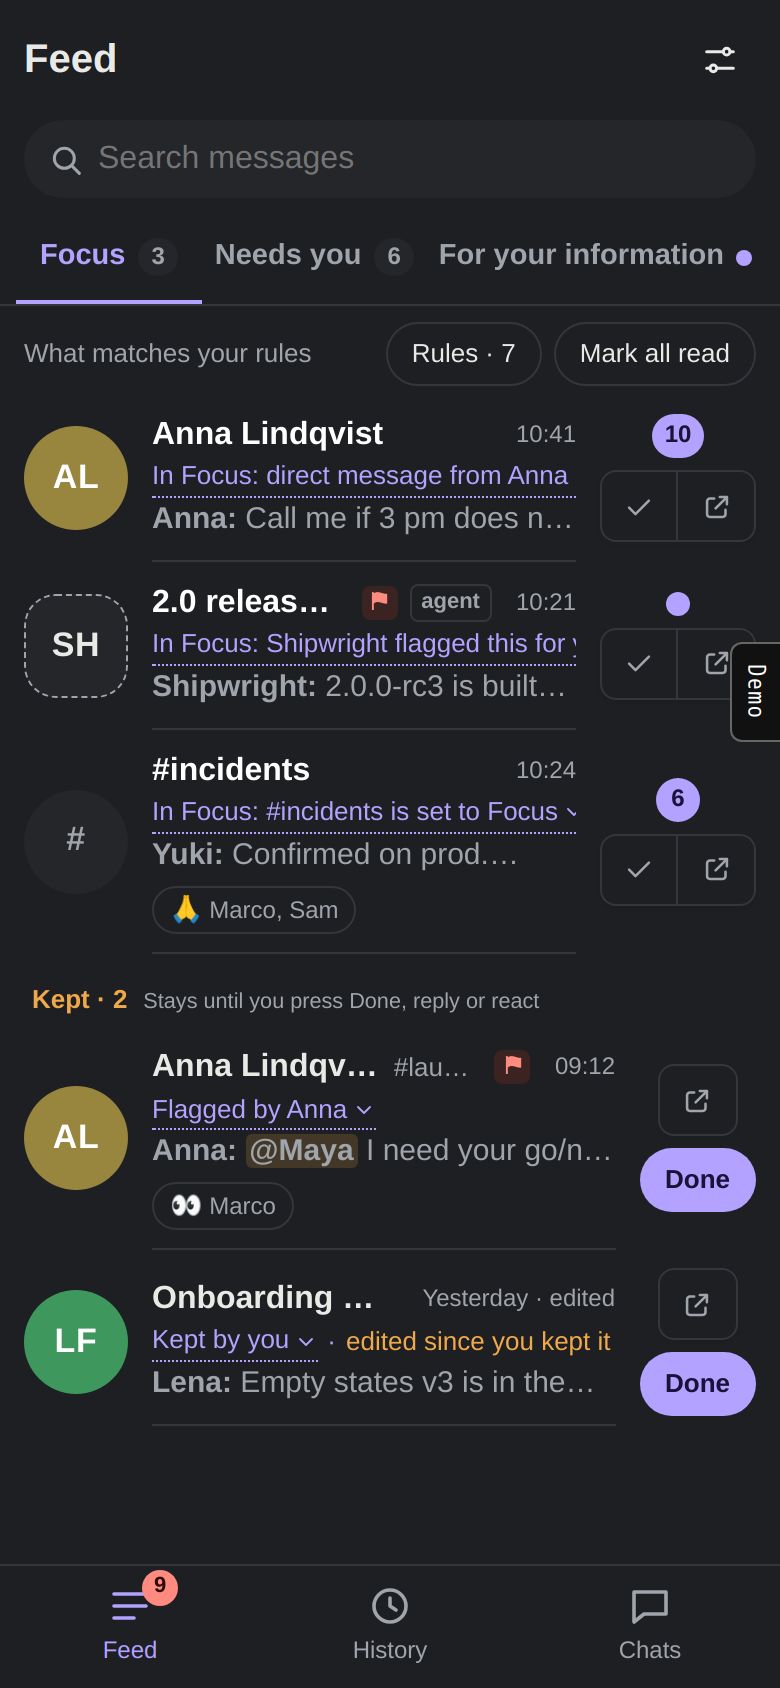 Feed
Search messages
Focus 3 Needs you 6 For your information
What matches your rules Rules · 7 Mark all read
AL
Anna Lindqvist 10:41 10
In Focus: direct message from Anna
Anna: Call me if 3 pm does n…
SH
2.0 releas… agent 10:21
In Focus: Shipwright flagged this for
Shipwright: 2.0.0-rc3 is built…
Demo
#
#incidents 10:24 6
In Focus: #incidents is set to Focus
Yuki: Confirmed on prod.…
🙏 Marco, Sam
Kept · 2 Stays until you press Done, reply or react
AL
Anna Lindqv… #lau… 09:12
Flagged by Anna
Anna: @Maya I need your go/n…
👀 Marco
Done
LF
Onboarding … Yesterday · edited
Kept by you · edited since you kept it
Lena: Empty states v3 is in the…
Done
9
Feed History Chats